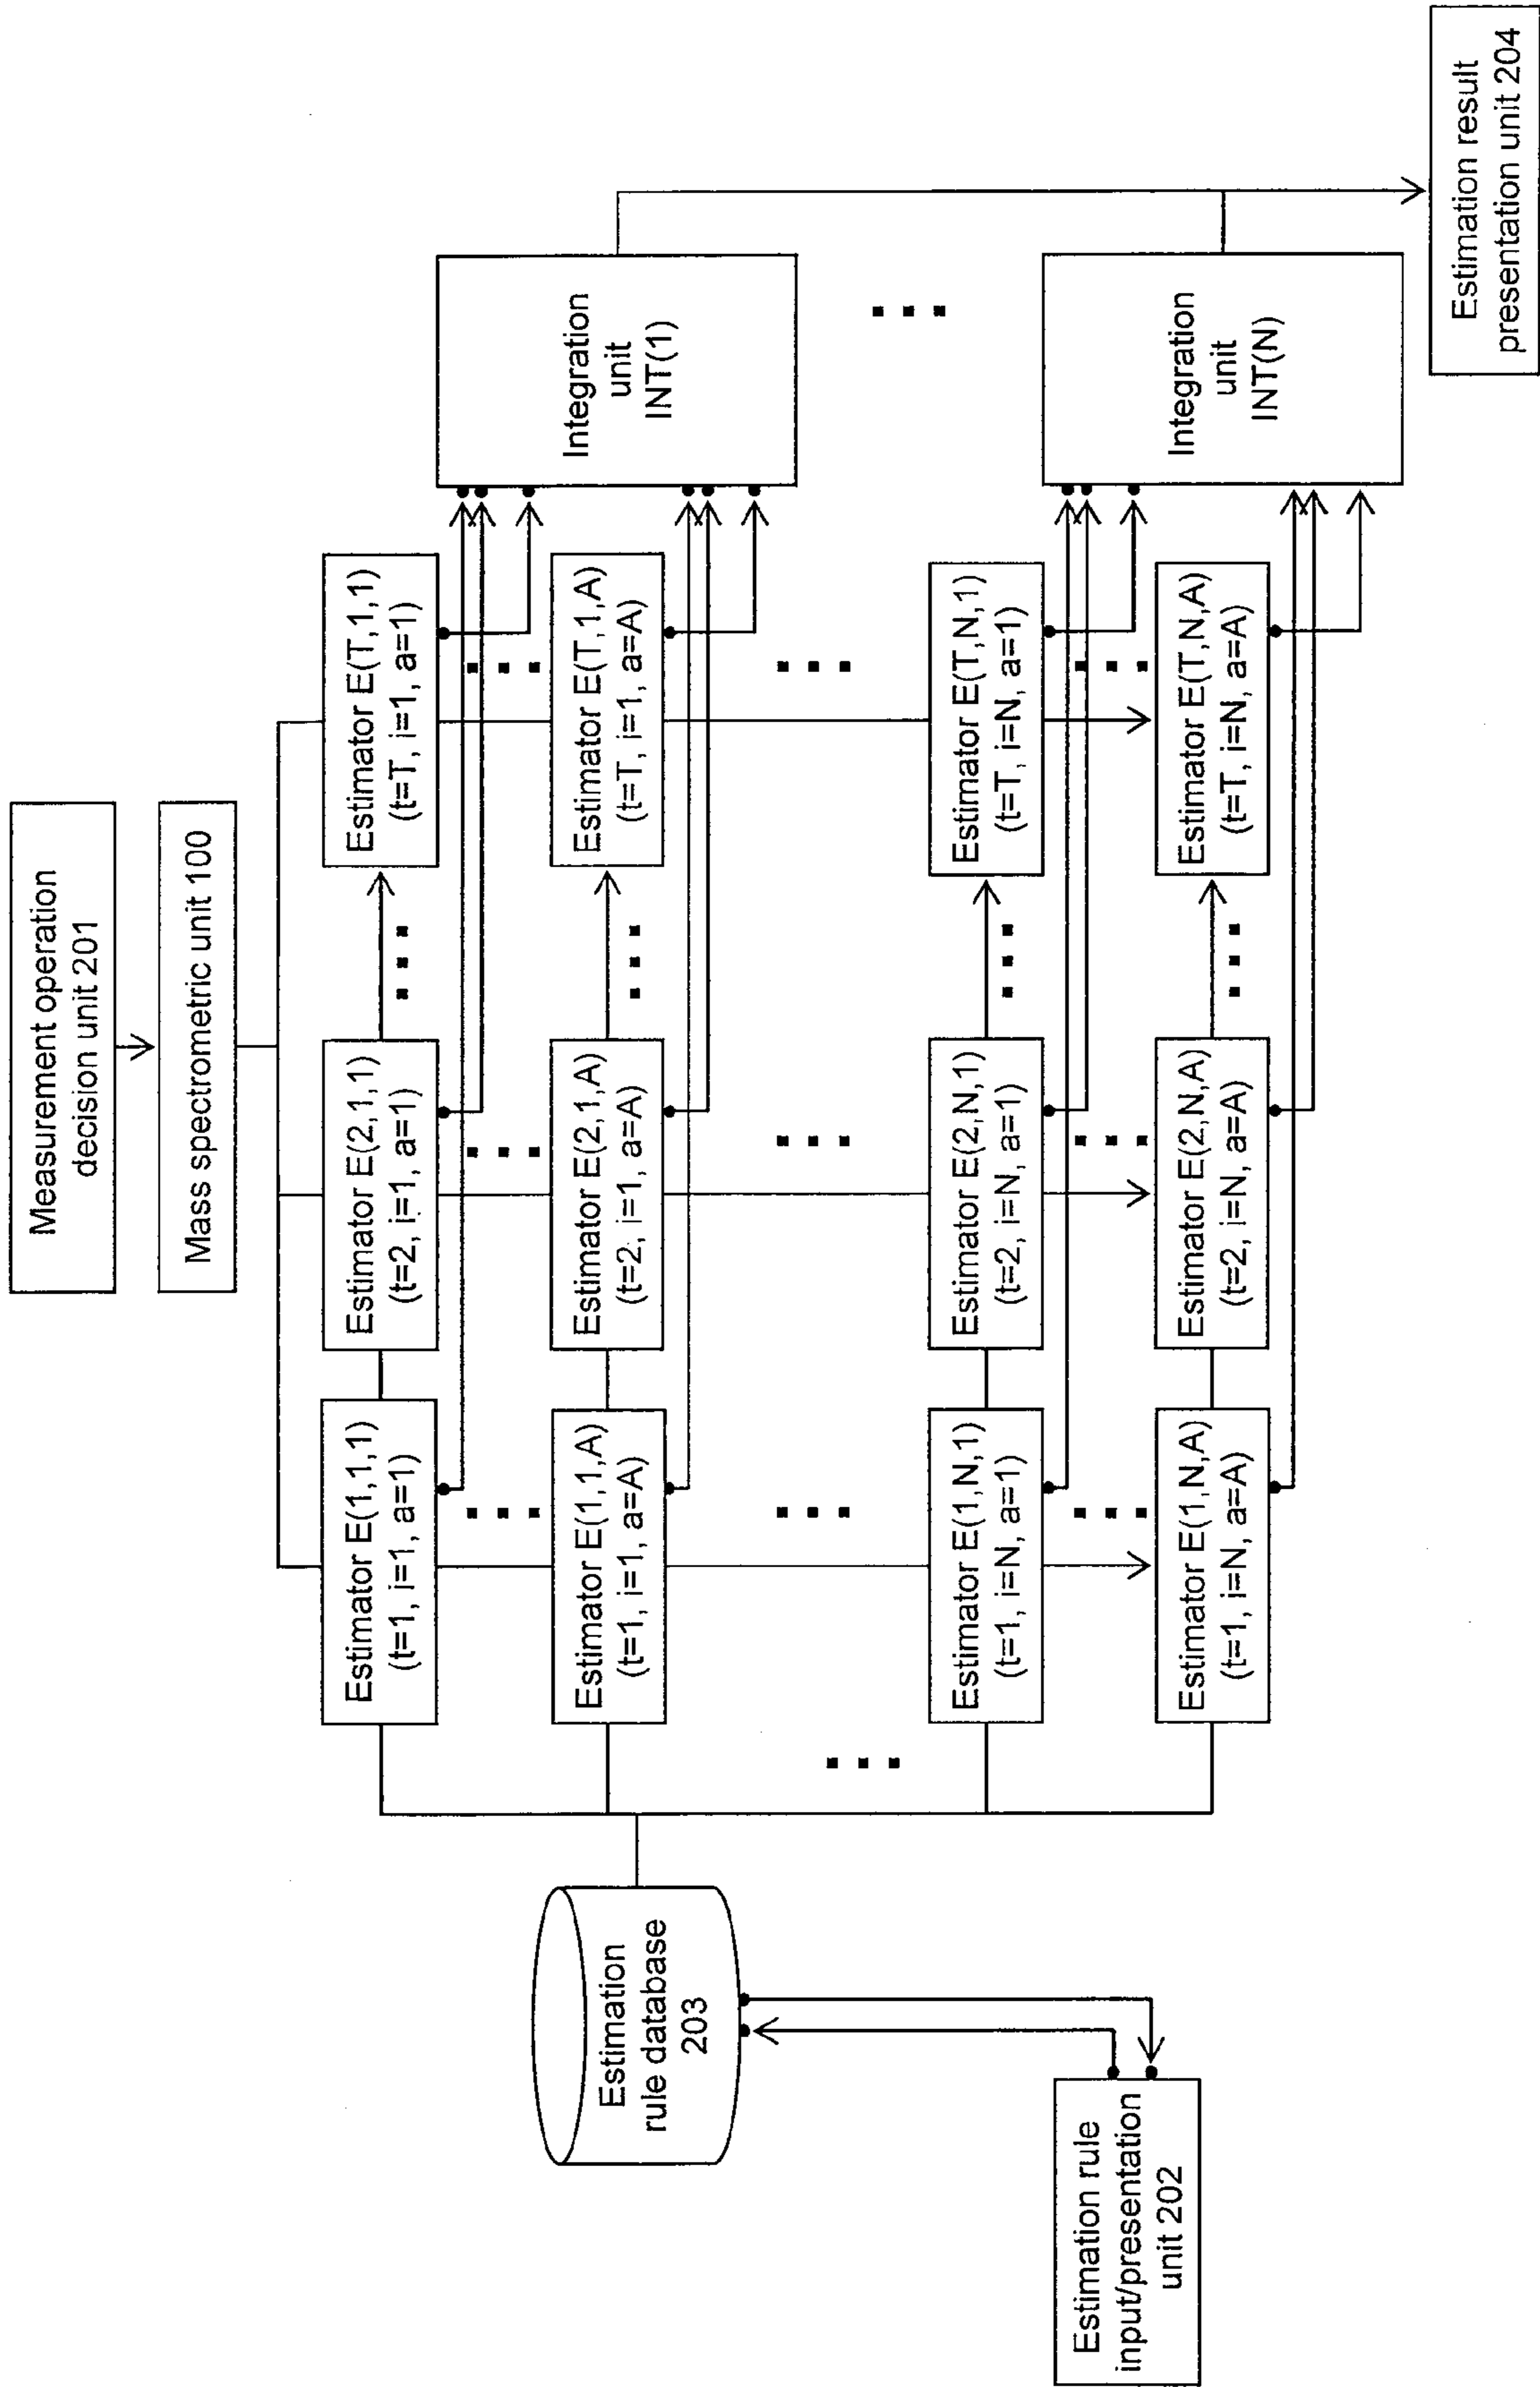 Measurement operation
decision unit 201
Mass spectrometric unit 100
Estimator E(1,1,1)
(t=1, i=1, a=1)
Estimator E(2,1,1)
(t=2, i=1, a=1)
...
Estimator E(T,1,1)
(t=T, i=1, a=1)
...
...
...
Estimator E(1,1,A)
(t=1, i=1, a=A)
Estimator E(2,1,A)
(t=2, i=1, a=A)
...
Estimator E(T,1,A)
(t=T, i=1, a=A)
Integration
unit
INT(1)
Estimation
rule database
203
...
...
...
...
...
Estimator E(1,N,1)
(t=1, i=N, a=1)
Estimator E(2,N,1)
(t=2, i=N, a=1)
...
Estimator E(T,N,1)
(t=T, i=N, a=1)
...
...
...
Estimator E(1,N,A)
(t=1, i=N, a=A)
Estimator E(2,N,A)
(t=2, i=N, a=A)
...
Estimator E(T,N,A)
(t=T, i=N, a=A)
Integration
unit
INT(N)
Estimation rule
input/presentation
unit 202
Estimation result
presentation unit 204